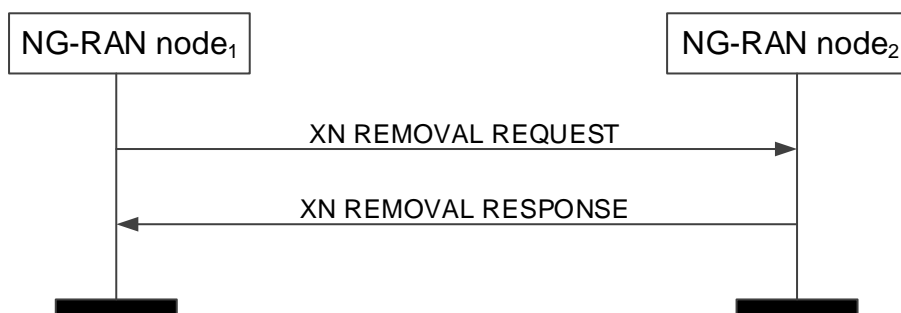 NG-RAN node₁
NG-RAN node₂
XN REMOVAL REQUEST
XN REMOVAL RESPONSE